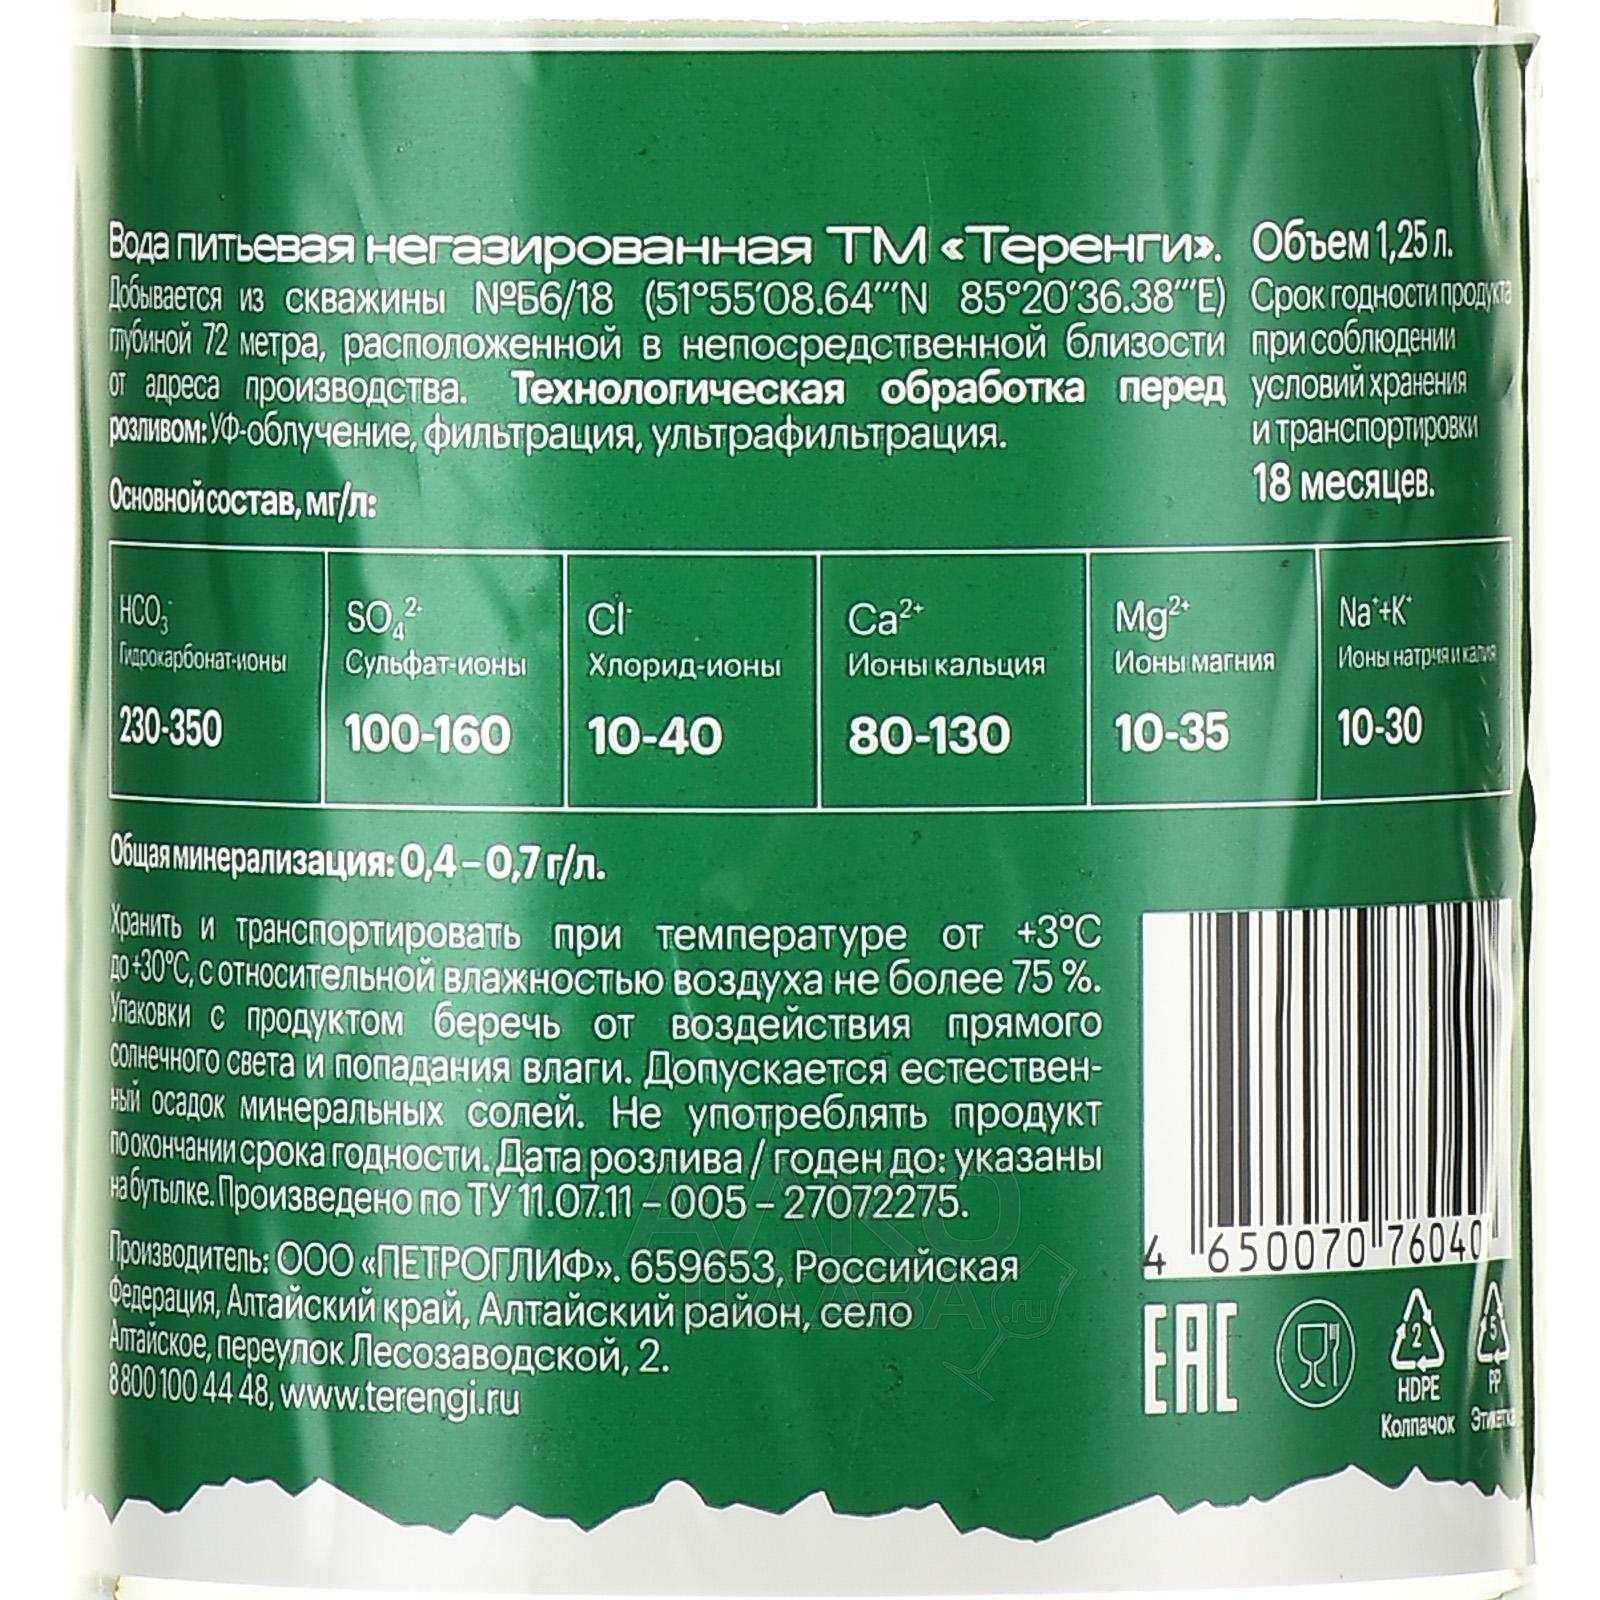 Вода питьевая негазированная ТМ «Теренги».
Добывается из скважины №Б6/18 (51°55’08.64’’’N 85°20’36.38’’’E)
глубиной 72 метра, расположенной в непосредственной близости
от адреса производства. Технологическая обработка перед
розливом: УФ-облучение, фильтрация, ультрафильтрация.
Объем 1,25 л.
Срок годности продукта
при соблюдении
условий хранения
и транспортировки
18 месяцев.
Основной состав, мг/л:
HCO₃⁻
Гидрокарбонат-ионы
230-350
SO₄²⁻
Сульфат-ионы
100-160
Cl⁻
Хлорид-ионы
10-40
Ca²⁺
Ионы кальция
80-130
Mg²⁺
Ионы магния
10-35
Na⁺+K⁺
Ионы натрия и калия
10-30
Общая минерализация: 0,4 – 0,7 г/л.
Хранить и транспортировать при температуре от +3°C
до +30°C, с относительной влажностью воздуха не более 75 %.
Упаковки с продуктом беречь от воздействия прямого
солнечного света и попадания влаги. Допускается естествен-
ный осадок минеральных солей. Не употреблять продукт
по окончании срока годности. Дата розлива / годен до: указаны
на бутылке. Произведено по ТУ 11.07.11 – 005 – 27072275.
Производитель: ООО «ПЕТРОГЛИФ». 659653, Российская
Федерация, Алтайский край, Алтайский район, село
Алтайское, переулок Лесозаводской, 2.
8 800 100 44 48, www.terengi.ru
4 650070 76040
EAC
2
HDPE
Колпачок
5
PP
Этикетка
АЛКО
ЛАВА.ru